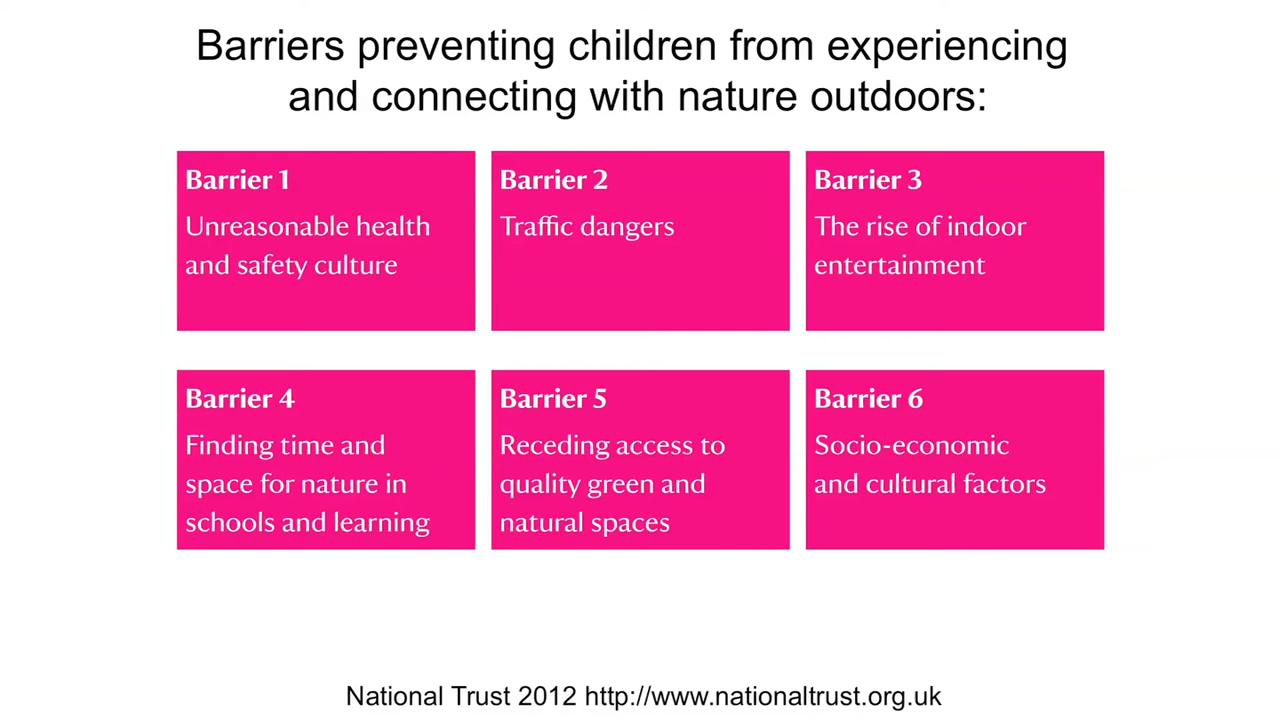 Barriers preventing children from experiencing
and connecting with nature outdoors:
Barrier 1
Unreasonable health
and safety culture
Barrier 2
Traffic dangers
Barrier 3
The rise of indoor
entertainment
Barrier 4
Finding time and
space for nature in
schools and learning
Barrier 5
Receding access to
quality green and
natural spaces
Barrier 6
Socio-economic
and cultural factors
National Trust 2012 http://www.nationaltrust.org.uk